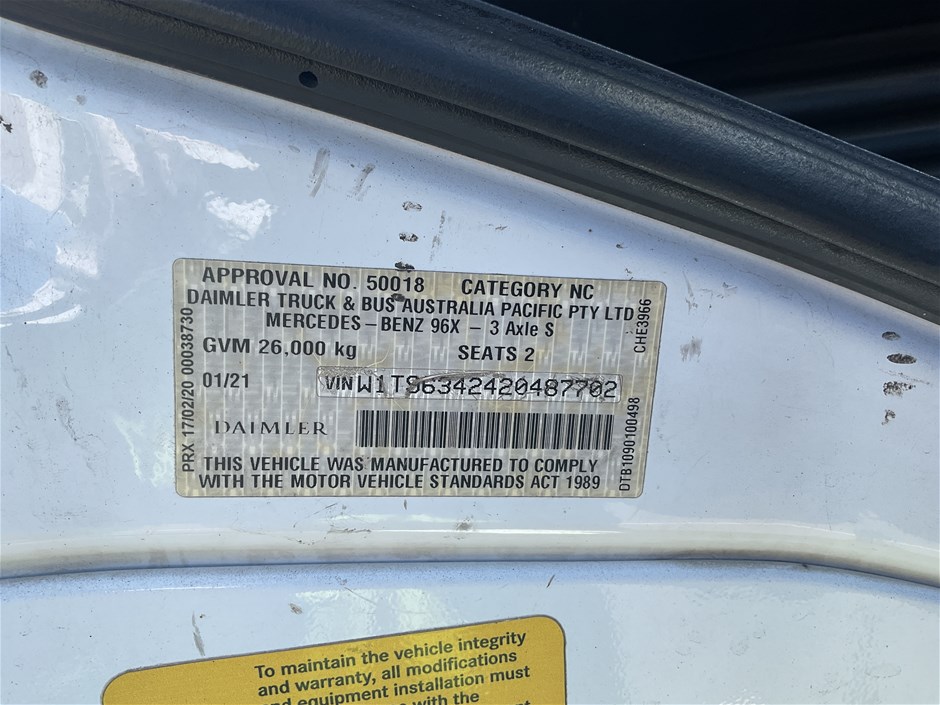 APPROVAL NO. 50018 CATEGORY NC
DAIMLER TRUCK & BUS AUSTRALIA PACIFIC PTY LTD
MERCEDES-BENZ 96X - 3 Axle S
GVM 26,000 kg SEATS 2
01/21 VIN W1T96342420487702
DAIMLER
THIS VEHICLE WAS MANUFACTURED TO COMPLY
WITH THE MOTOR VEHICLE STANDARDS ACT 1989
PRX 17/02/20 00038730
CHE3966
DTB1090100498
To maintain the vehicle integrity
and warranty, all modifications
and equipment installation must
with the